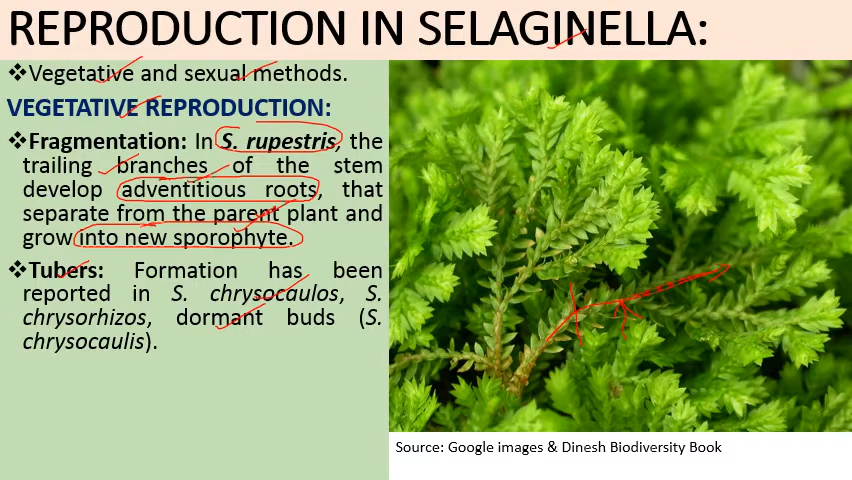 REPRODUCTION IN SELAGINELLA:
❖Vegetative and sexual methods.
VEGETATIVE REPRODUCTION:
❖Fragmentation: In S. rupestris, the
trailing branches of the stem
develop adventitious roots, that
separate from the parent plant and
grow into new sporophyte.
❖Tubers: Formation has been
reported in S. chrysocaulos, S.
chrysorhizos, dormant buds (S.
chrysocaulis).
Source: Google images & Dinesh Biodiversity Book